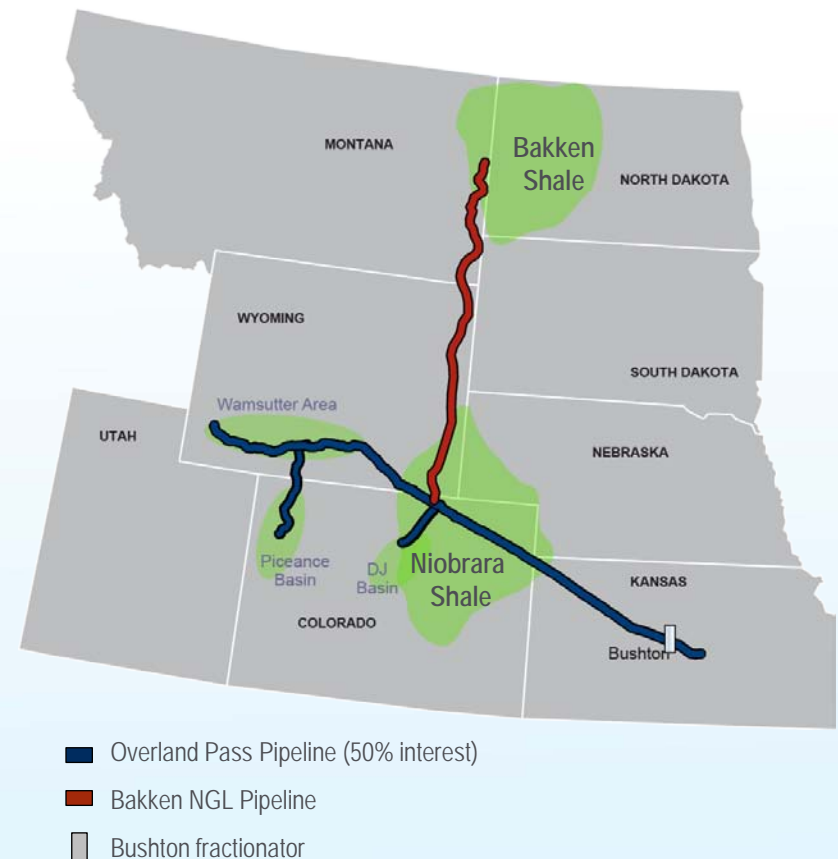 MONTANA
Bakken
Shale
NORTH DAKOTA
WYOMING
SOUTH DAKOTA
Wamsutter Area
UTAH
NEBRASKA
Piceance
Basin
DJ
Basin
Niobrara
Shale
KANSAS
COLORADO
Bushton
Overland Pass Pipeline (50% interest)
Bakken NGL Pipeline
Bushton fractionator